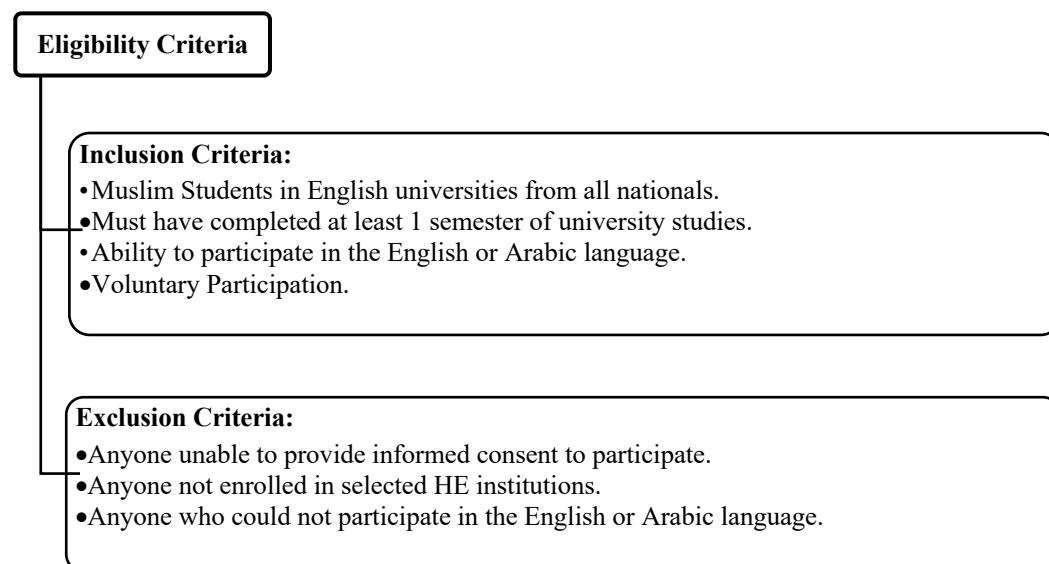 Eligibility Criteria
Inclusion Criteria:
•Muslim Students in English universities from all nationals.
•Must have completed at least 1 semester of university studies.
•Ability to participate in the English or Arabic language.
•Voluntary Participation.
Exclusion Criteria:
•Anyone unable to provide informed consent to participate.
•Anyone not enrolled in selected HE institutions.
•Anyone who could not participate in the English or Arabic language.